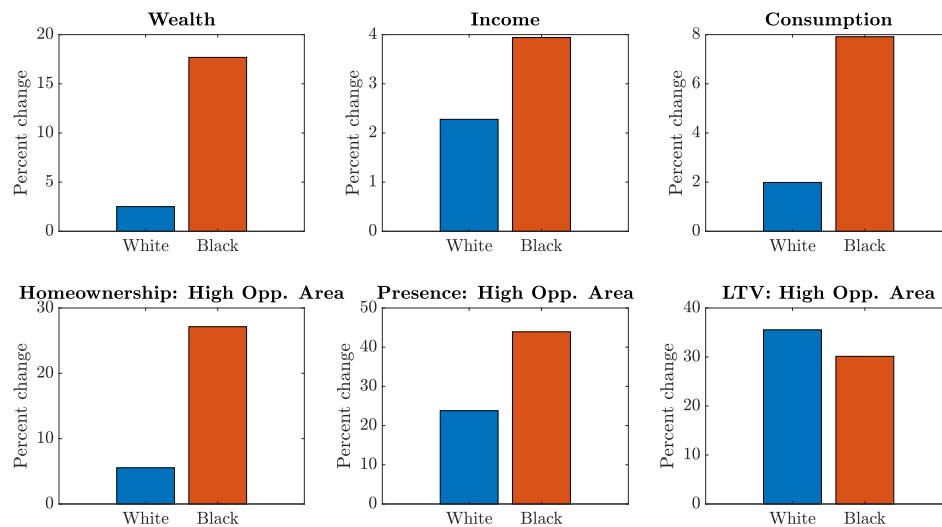 Wealth
Percent change
20
15
10
5
0
White Black
Income
Percent change
4
3
2
1
0
White Black
Consumption
Percent change
8
6
4
2
0
White Black
Homeownership: High Opp. Area
Percent change
30
20
10
0
White Black
Presence: High Opp. Area
Percent change
50
40
30
20
10
0
White Black
LTV: High Opp. Area
Percent change
40
30
20
10
0
White Black